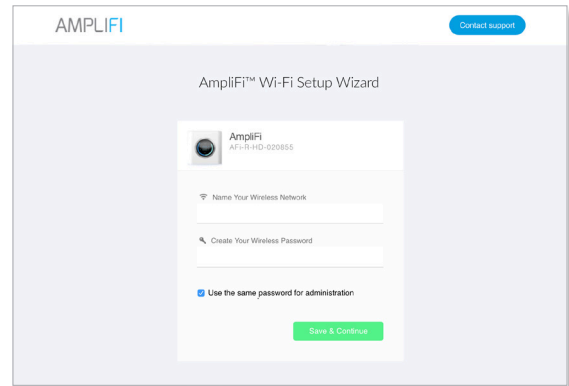 AMPLIFI
Contact support
AmpliFi™ Wi-Fi Setup Wizard
AmpliFi
AFi-R-HD-020855
Name Your Wireless Network
Create Your Wireless Password
Use the same password for administration
Save & Continue